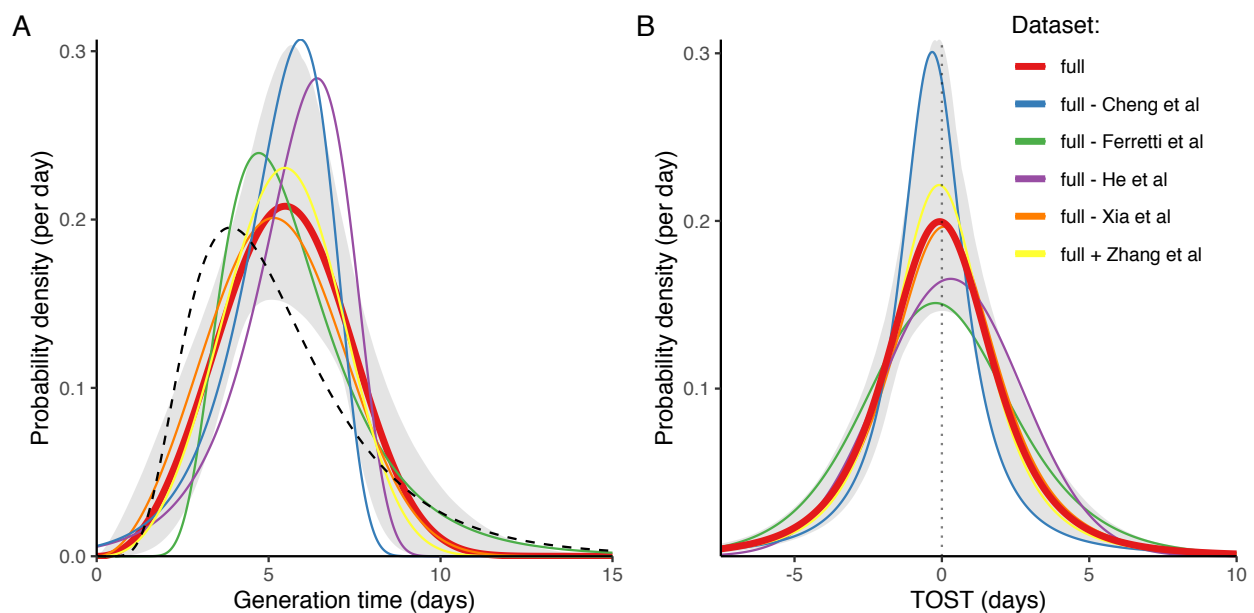 A
Probability density (per day)
0.3
0.2
0.1
0.0
0
5
10
15
Generation time (days)
B
Probability density (per day)
0.3
0.2
0.1
-5
0
5
10
TOST (days)
Dataset:
full
full - Cheng et al
full - Ferretti et al
full - He et al
full - Xia et al
full + Zhang et al